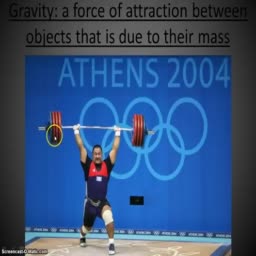 Gravity: a force of attraction between
objects that is due to their mass
ATHENS 2004